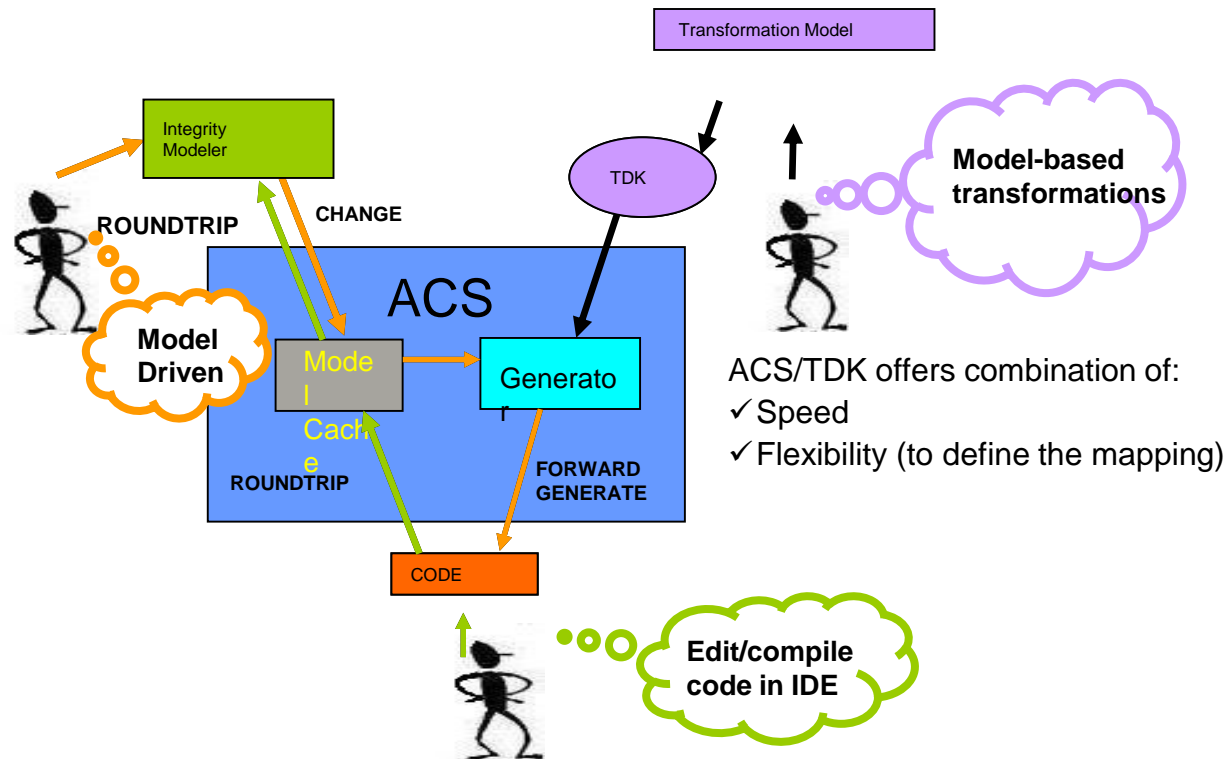 Transformation Model
Integrity
Modeler
Model-based
transformations
TDK
ROUNDTRIP
CHANGE
ACS
Model
Driven
Mode
l
Cach
e
Generato
r
ACS/TDK offers combination of:
✓ Speed
✓ Flexibility (to define the mapping)
ROUNDTRIP
FORWARD
GENERATE
CODE
Edit/compile
code in IDE